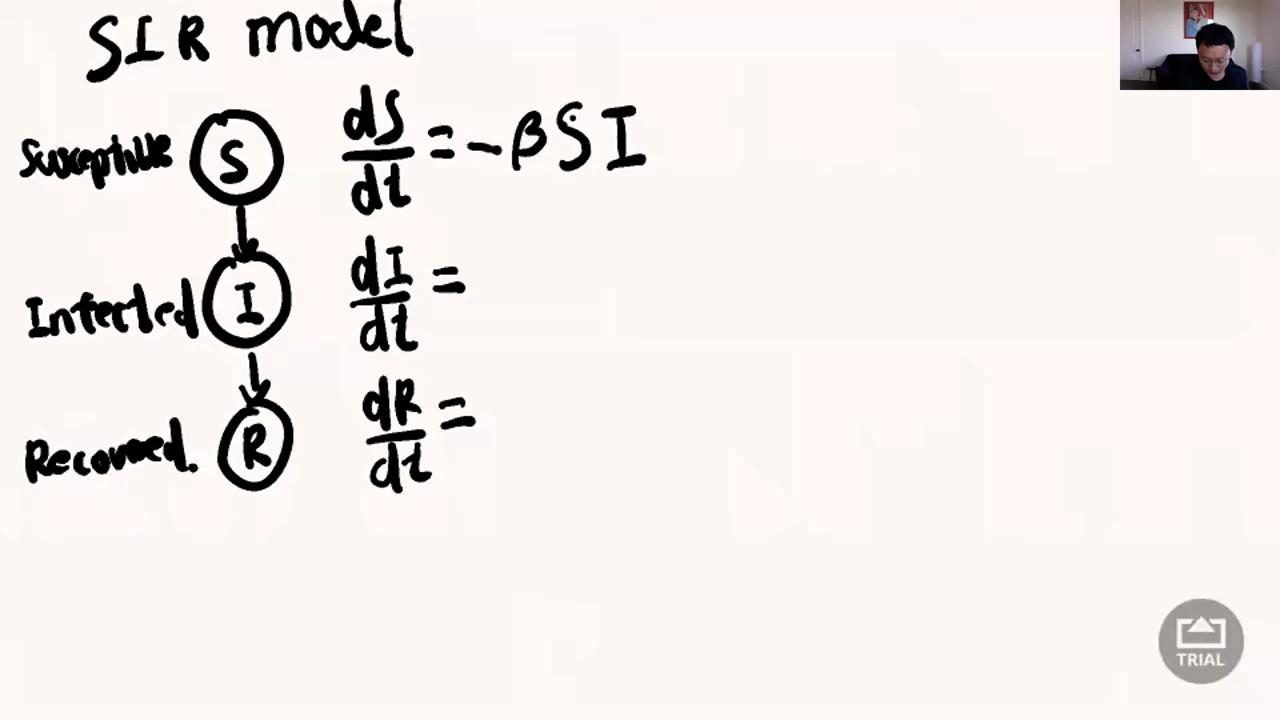 SIR model
Susceptible S dS/dt = -βSI
Infected I dI/dt =
Recovered. R dR/dt =
TRIAL